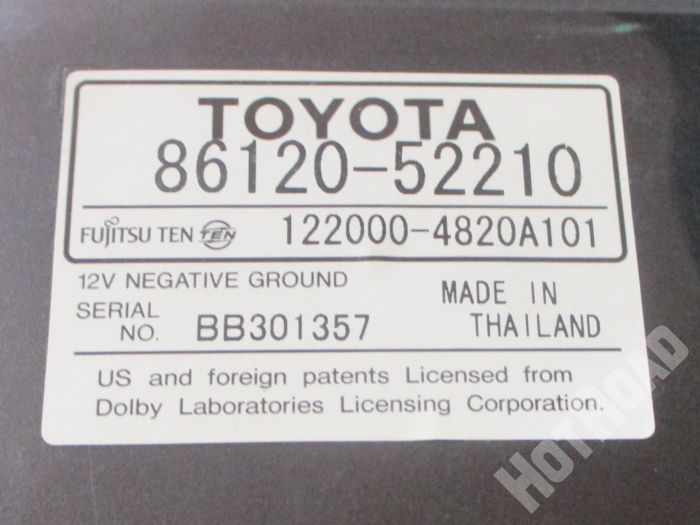 TOYOTA
86120-52210
FUJITSU TEN TEN 122000-4820A101
12V NEGATIVE GROUND
SERIAL NO. BB301357
MADE IN THAILAND
US and foreign patents Licensed from
Dolby Laboratories Licensing Corporation.
HOTROAD